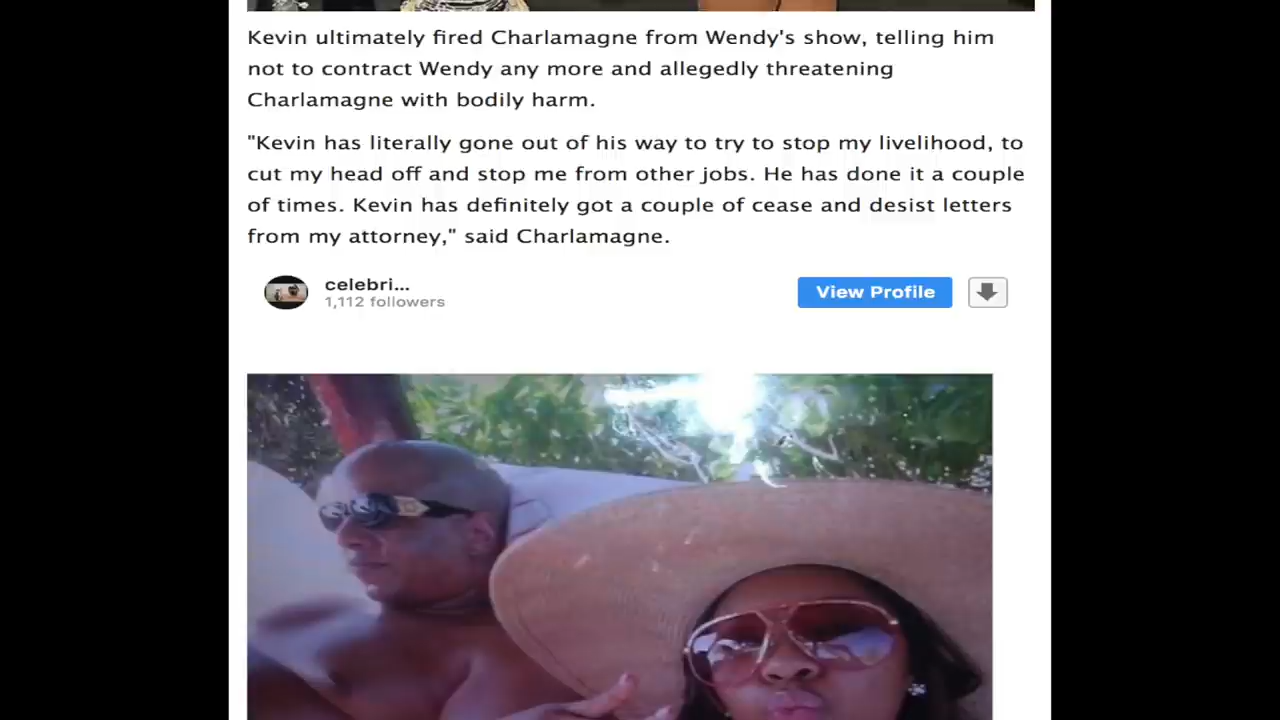 Kevin ultimately fired Charlamagne from Wendy's show, telling him
not to contract Wendy any more and allegedly threatening
Charlamagne with bodily harm.
"Kevin has literally gone out of his way to try to stop my livelihood, to
cut my head off and stop me from other jobs. He has done it a couple
of times. Kevin has definitely got a couple of cease and desist letters
from my attorney," said Charlamagne.
celebri...
1,112 followers
View Profile